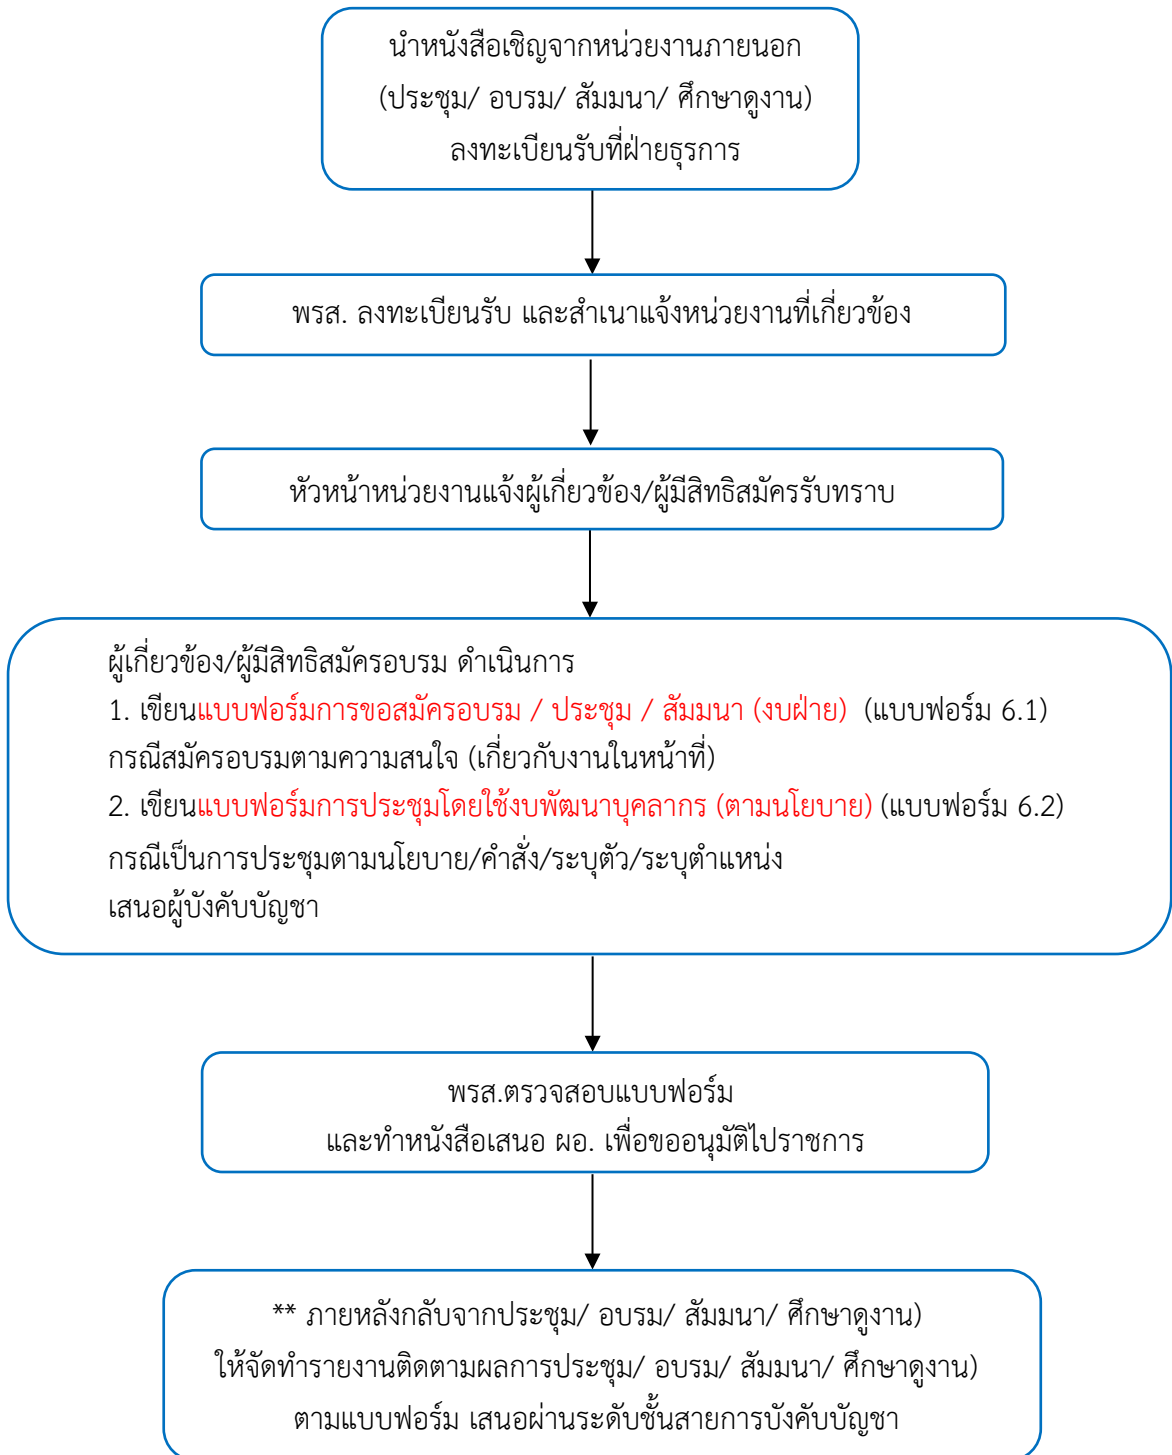 นำหนังสือเชิญจากหน่วยงานภายนอก
(ประชุม/ อบรม/ สัมมนา/ ศึกษาดูงาน)
ลงทะเบียนรับที่ฝ่ายธุรการ
พรส. ลงทะเบียนรับ และสำเนาแจ้งหน่วยงานที่เกี่ยวข้อง
หัวหน้าหน่วยงานแจ้งผู้เกี่ยวข้อง/ผู้มีสิทธิสมัครรับทราบ
ผู้เกี่ยวข้อง/ผู้มีสิทธิสมัครอบรม ดำเนินการ
1. เขียนแบบฟอร์มการขอสมัครอบรม / ประชุม / สัมมนา (งบฝ่าย) (แบบฟอร์ม 6.1)
กรณีสมัครอบรมตามความสนใจ (เกี่ยวกับงานในหน้าที่)
2. เขียนแบบฟอร์มการประชุมโดยใช้งบพัฒนาบุคลากร (ตามนโยบาย) (แบบฟอร์ม 6.2)
กรณีเป็นการประชุมตามนโยบาย/คำสั่ง/ระบุตัว/ระบุตำแหน่ง
เสนอผู้บังคับบัญชา
พรส.ตรวจสอบแบบฟอร์ม
และทำหนังสือเสนอ ผอ. เพื่อขออนุมัติไปราชการ
** ภายหลังกลับจากประชุม/ อบรม/ สัมมนา/ ศึกษาดูงาน)
ให้จัดทำรายงานติดตามผลการประชุม/ อบรม/ สัมมนา/ ศึกษาดูงาน)
ตามแบบฟอร์ม เสนอผ่านระดับชั้นสายการบังคับบัญชา